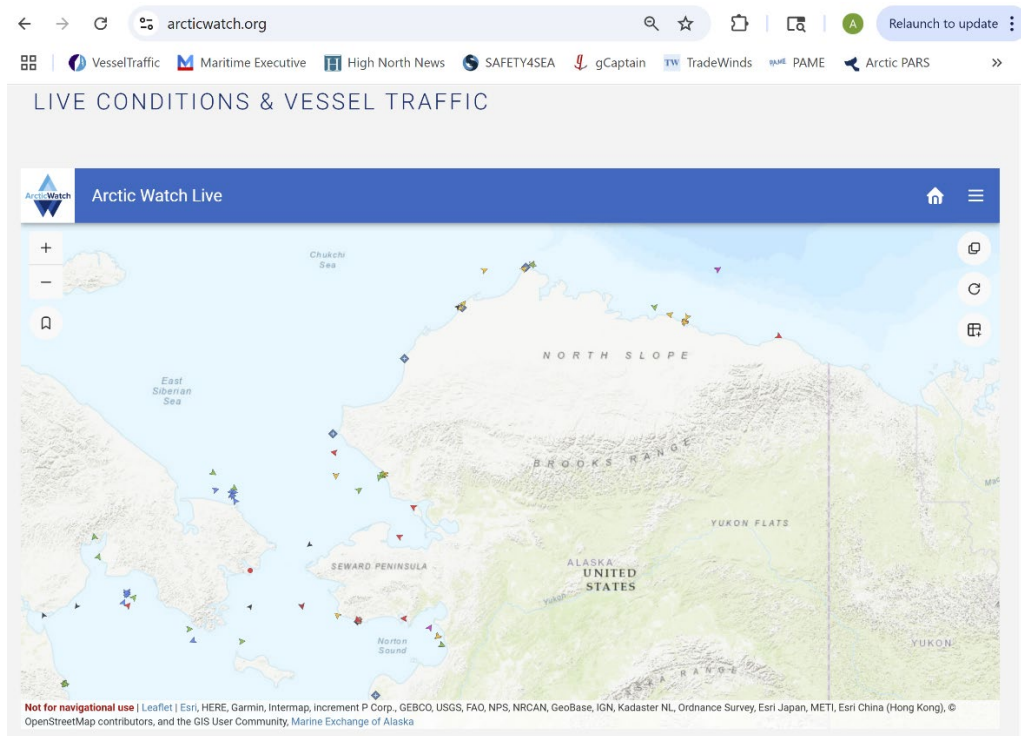 arcticwatch.org
A
Relaunch to update
VesselTraffic Maritime Executive High North News SAFETY4SEA gCaptain TW TradeWinds PAME PAME Arctic PARS »
LIVE CONDITIONS & VESSEL TRAFFIC
ArcticWatch
Arctic Watch Live
+
−
Chukchi
Sea
NORTH SLOPE
East
Siberian
Sea
BROOKS RANGE
YUKON FLATS
SEWARD PENINSULA
ALASKA
UNITED
STATES
Yukon
Norton
Sound
YUKON
Not for navigational use | Leaflet | Esri, HERE, Garmin, Intermap, increment P Corp., GEBCO, USGS, FAO, NPS, NRCAN, GeoBase, IGN, Kadaster NL, Ordnance Survey, Esri Japan, METI, Esri China (Hong Kong), ©
OpenStreetMap contributors, and the GIS User Community, Marine Exchange of Alaska